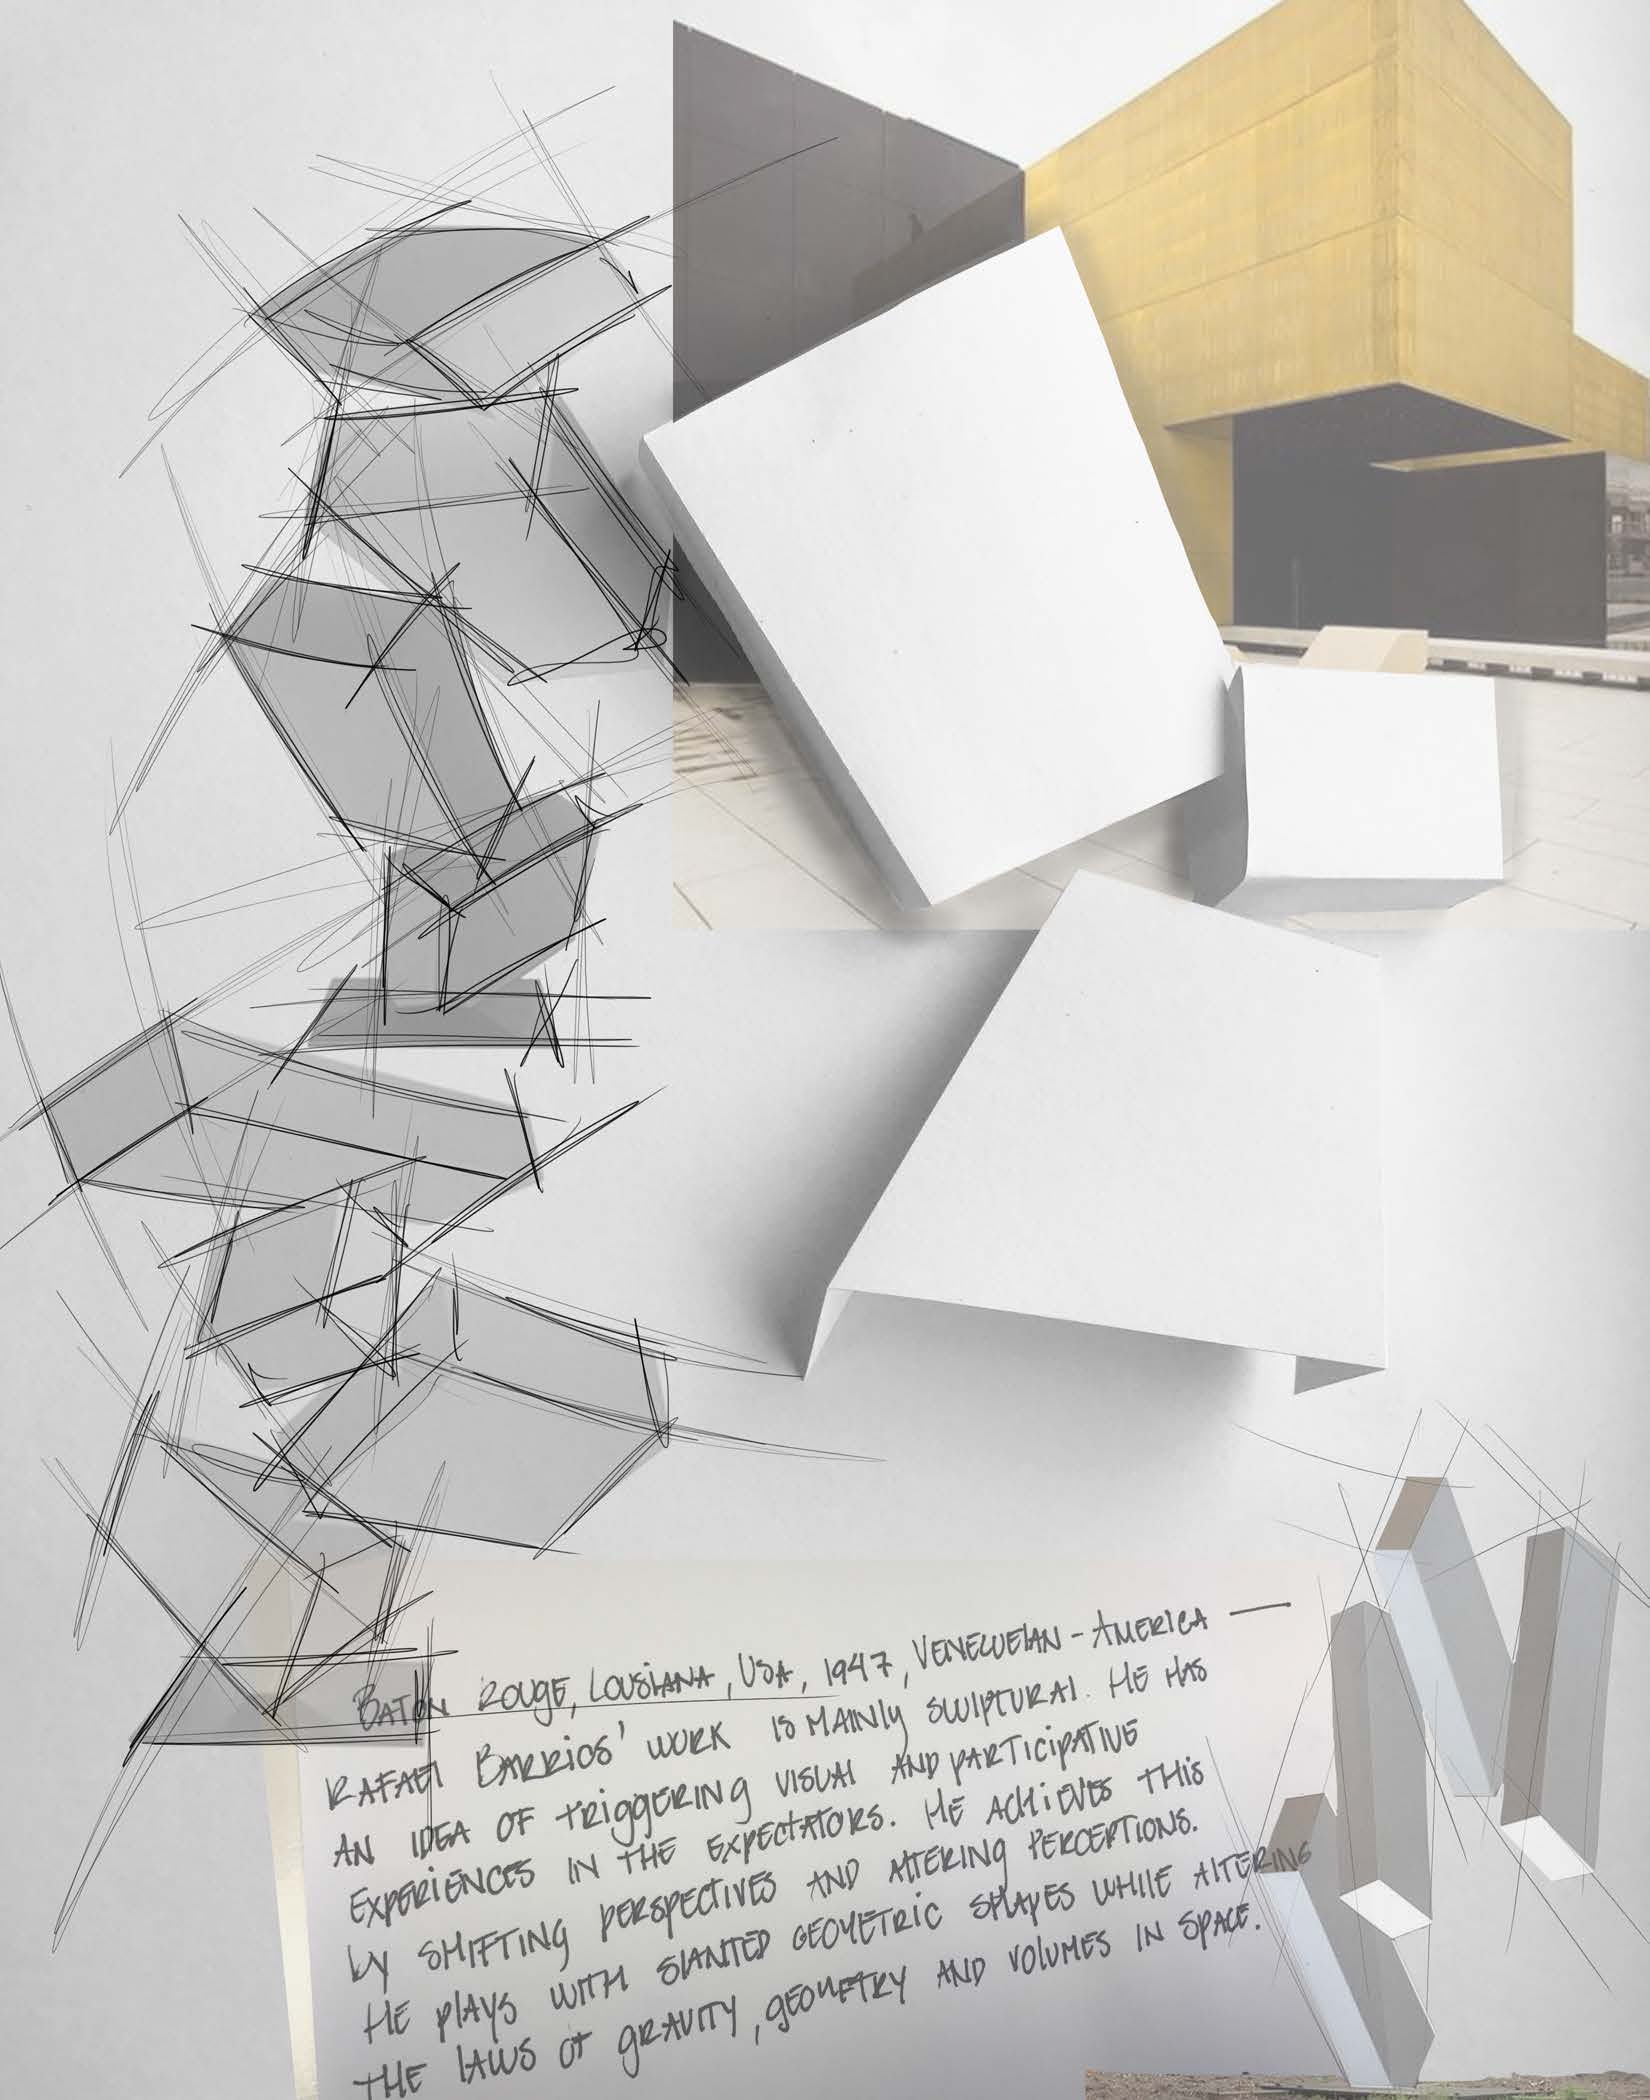 BATON ROUGE, LOUSIANA, USA, 1947, VENEZUELAN - AMERICA —
RAFAEL BARRIOS' WORK IS MAINLY SCULPTURAL. HE HAS
AN IDEA OF TRIGGERING VISUAL AND PARTICIPATIVE
EXPERIENCES IN THE EXPECTATORS. HE ACHIEVES THIS
by SHIFTING PERSPECTIVES AND ALTERING PERCEPTIONS.
HE PLAYS WITH SLANTED GEOMETRIC SHAPES WHILE ALTERING
THE LAWS OF GRAVITY, GEOMETRY AND VOLUMES IN SPACE.